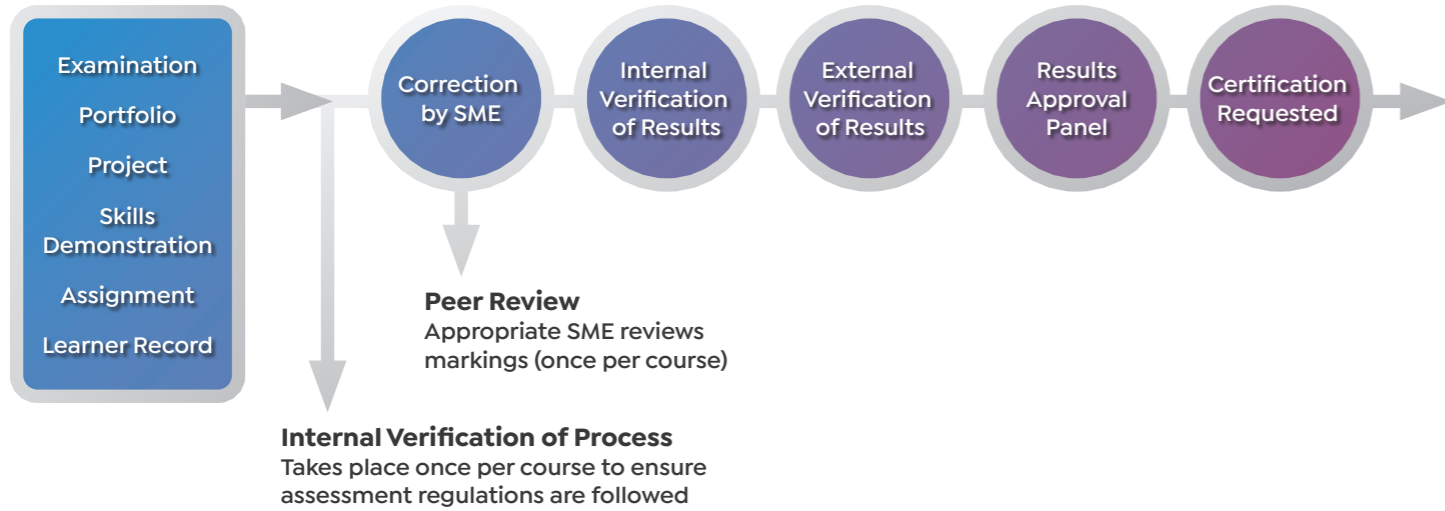 Examination
Portfolio
Project
Skills
Demonstration
Assignment
Learner Record
Correction
by SME
Internal
Verification
of Results
External
Verification
of Results
Results
Approval
Panel
Certification
Requested
Peer Review
Appropriate SME reviews
markings (once per course)
Internal Verification of Process
Takes place once per course to ensure
assessment regulations are followed